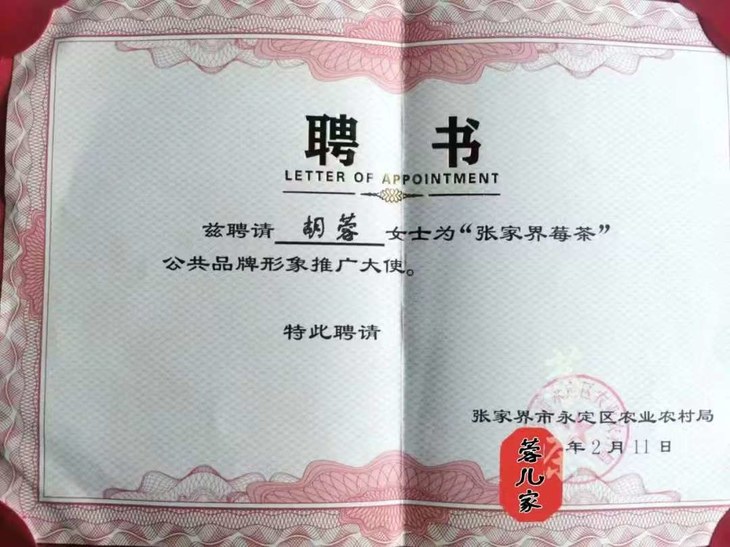 聘 书
LETTER OF APPOINTMENT
兹聘请 胡蓉 女士为“张家界莓茶”
公共品牌形象推广大使。
特此聘请
张家界市永定区农业农村局
年2月11日
蓉儿家